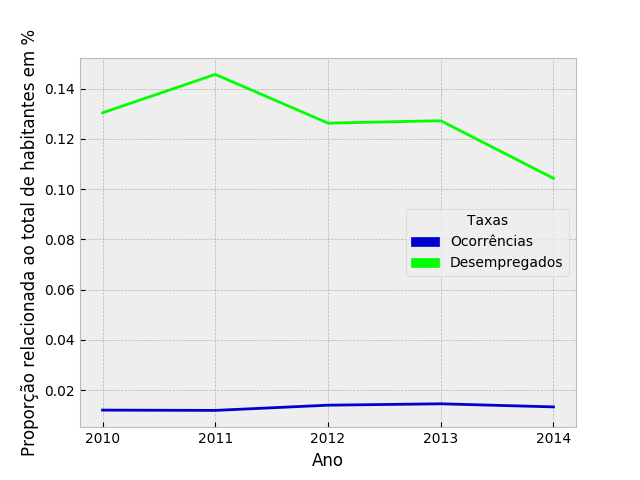 Proporção relacionada ao total de habitantes em %
0.14
0.12
0.10
0.08
0.06
0.04
0.02
Taxas
Ocorrências
Desempregados
2010 2011 2012 2013 2014
Ano